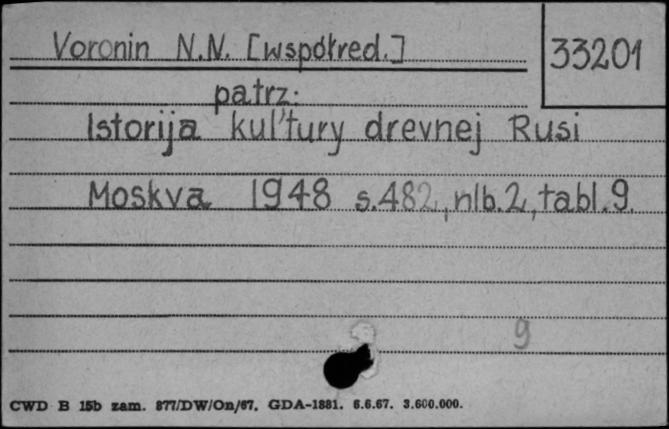 Voronin N.N. [współred.]
33201
patrz:
Istorija kul'tury drevnej Rusi
Moskva 1948 s.482, nlb.2, tabl.9.
9
CWD B 15b zam. 877/DW/On/67. GDA-1881. 6.6.67. 3.600.000.